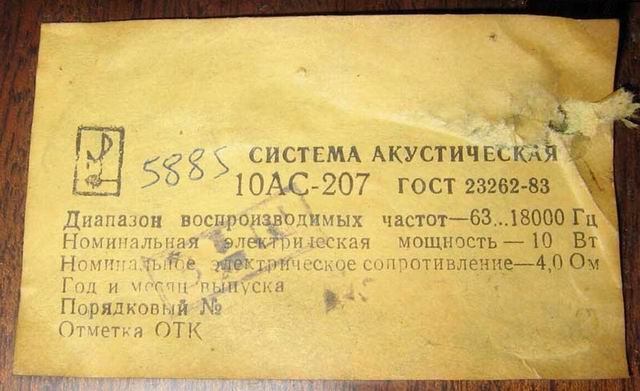 5885 СИСТЕМА АКУСТИЧЕСКАЯ
10АС-207 ГОСТ 23262-83
Диапазон воспроизводимых частот—63...18000 Гц
Номинальная электрическая мощность — 10 Вт
Номинальное электрическое сопротивление—4,0 Ом
Год и месяц выпуска
Порядковый №
Отметка ОТК